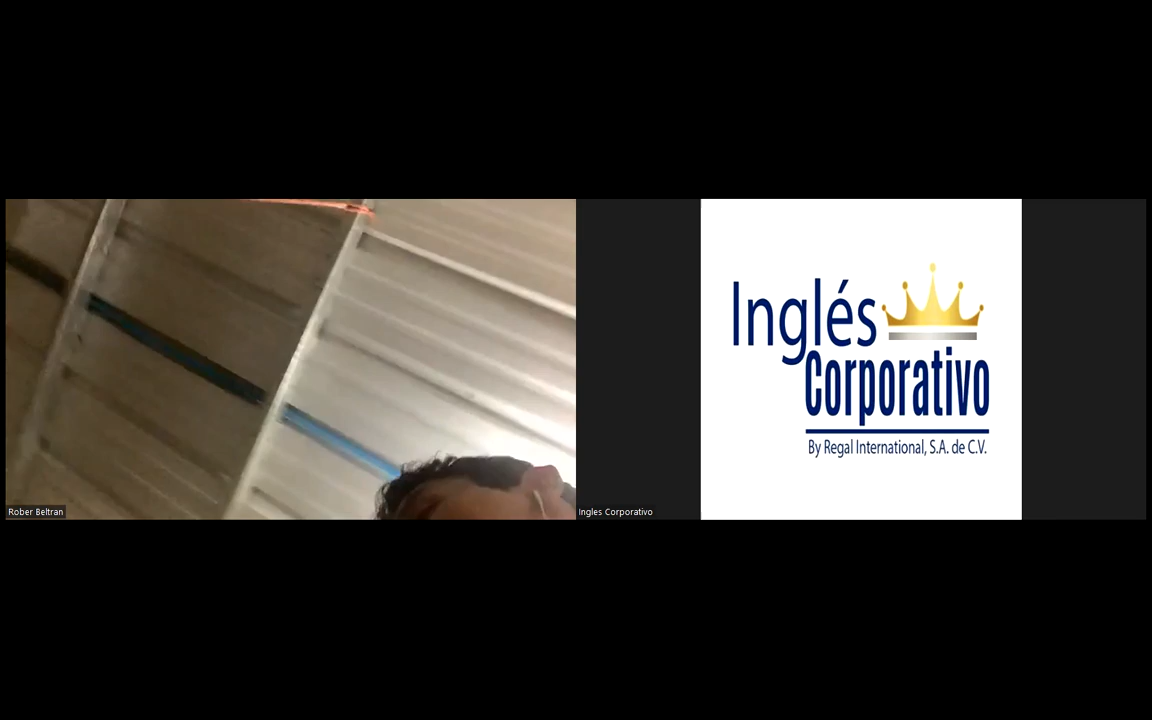 Inglés
Corporativo
By Regal International, S.A. de C.V.
Rober Beltran
Ingles Corporativo